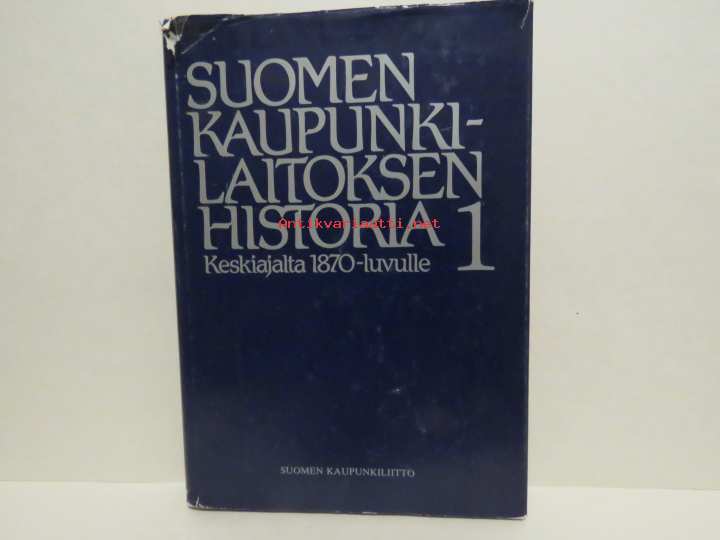 SUOMEN
KAUPUNKI-
LAITOKSEN
HISTORIA 1
Antikvariaatti.net
Keskiajalta 1870-luvulle
SUOMEN KAUPUNKILIITTO